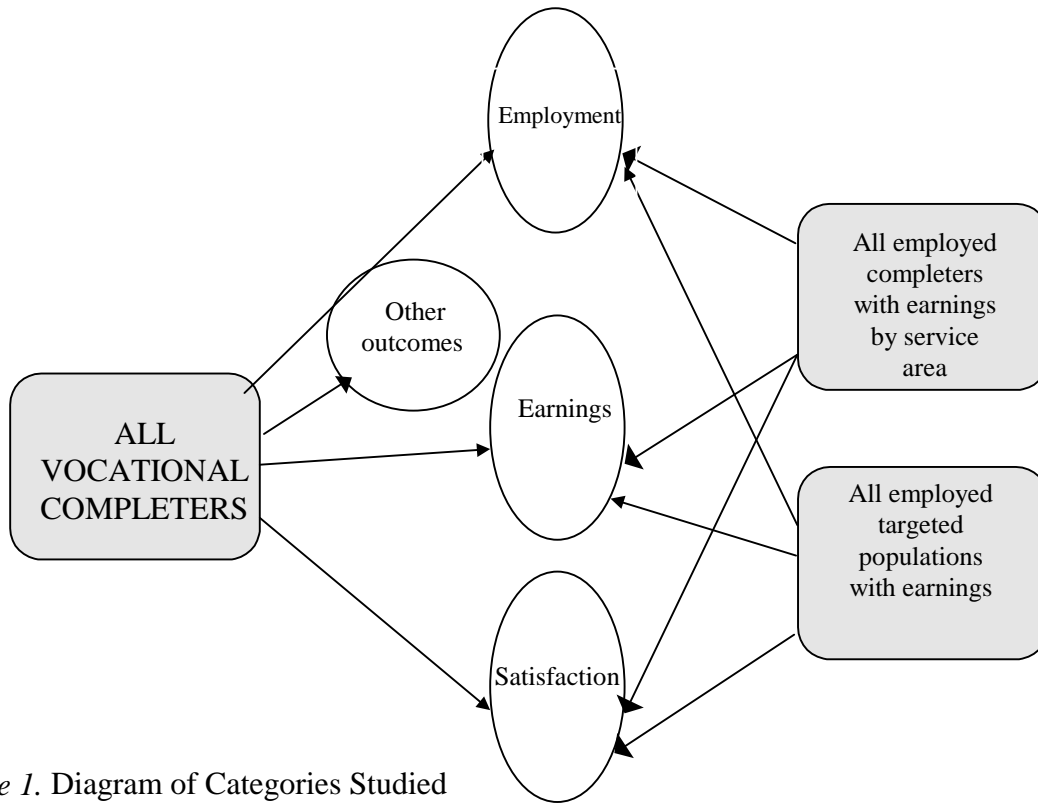 Employment
Other
outcomes
Earnings
Satisfaction
ALL
VOCATIONAL
COMPLETERS
All employed
completers
with earnings
by service
area
All employed
targeted
populations
with earnings
e 1. Diagram of Categories Studied